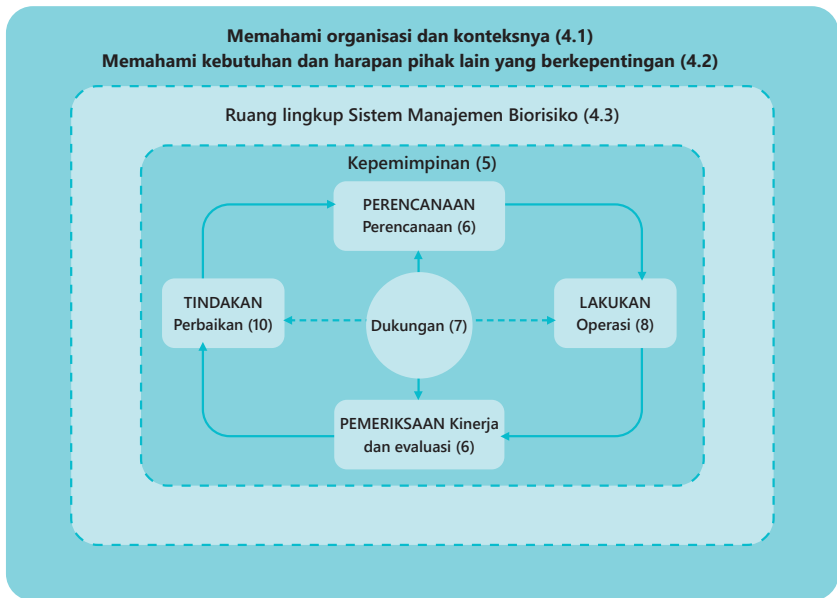 Memahami organisasi dan konteksnya (4.1)
Memahami kebutuhan dan harapan pihak lain yang berkepentingan (4.2)
Ruang lingkup Sistem Manajemen Biorisiko (4.3)
Kepemimpinan (5)
PERENCANAAN
Perencanaan (6)
TINDAKAN
Perbaikan (10)
Dukungan (7)
LAKUKAN
Operasi (8)
PEMERIKSAAN Kinerja
dan evaluasi (6)